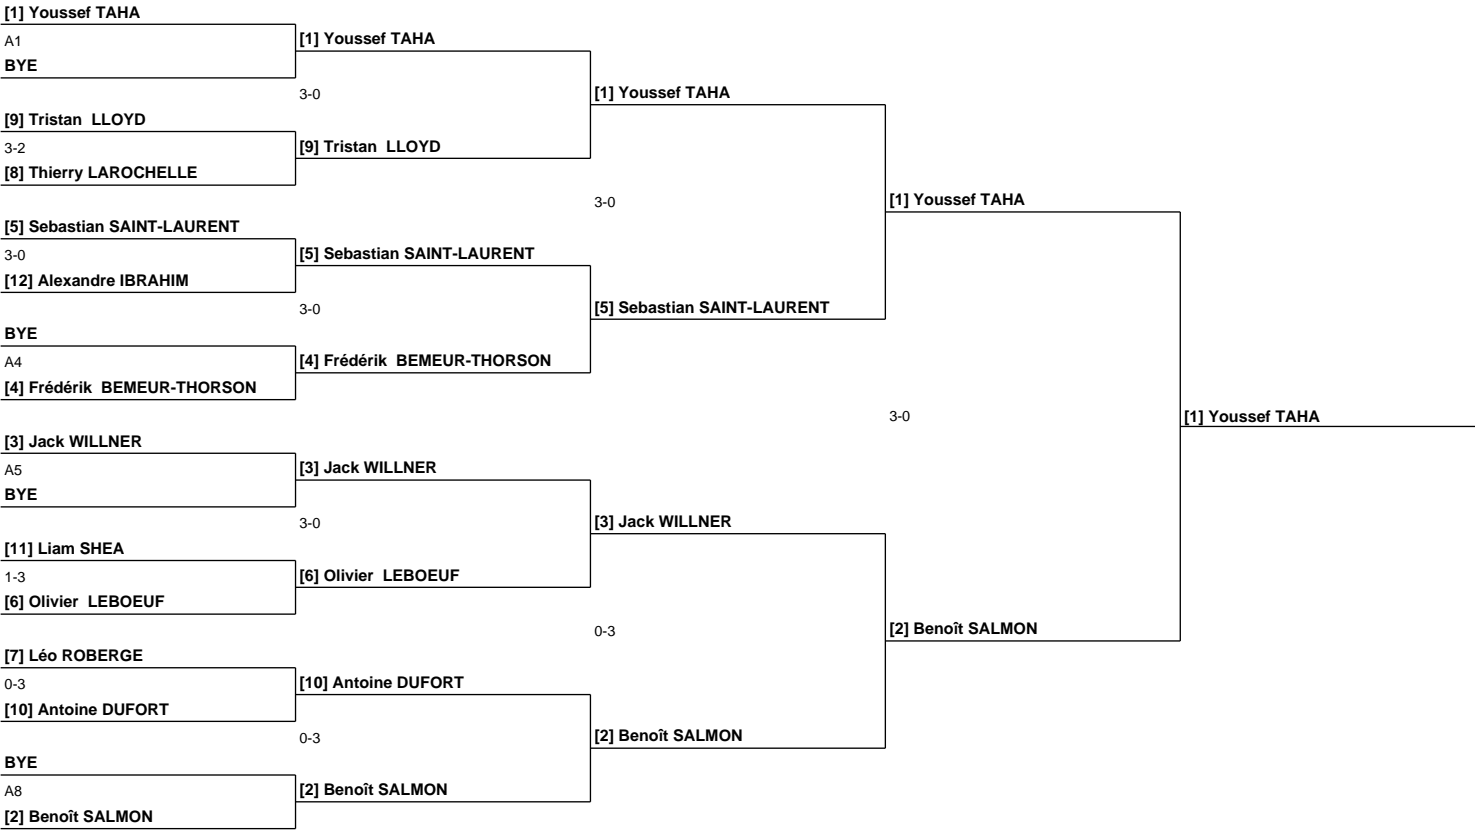 [1] Youssef TAHA
A1
BYE
[9] Tristan LLOYD
3-2
[8] Thierry LAROCHELLE
[5] Sebastian SAINT-LAURENT
3-0
[12] Alexandre IBRAHIM
BYE
A4
[4] Frédérik BEMEUR-THORSON
[3] Jack WILLNER
A5
BYE
[11] Liam SHEA
1-3
[6] Olivier LEBOEUF
[7] Léo ROBERGE
0-3
[10] Antoine DUFORT
BYE
A8
[2] Benoît SALMON
[1] Youssef TAHA
3-0
[9] Tristan LLOYD
[5] Sebastian SAINT-LAURENT
3-0
[4] Frédérik BEMEUR-THORSON
[3] Jack WILLNER
3-0
[6] Olivier LEBOEUF
[10] Antoine DUFORT
0-3
[2] Benoît SALMON
[1] Youssef TAHA
3-0
[5] Sebastian SAINT-LAURENT
[3] Jack WILLNER
0-3
[2] Benoît SALMON
[1] Youssef TAHA
3-0
[2] Benoît SALMON
[1] Youssef TAHA